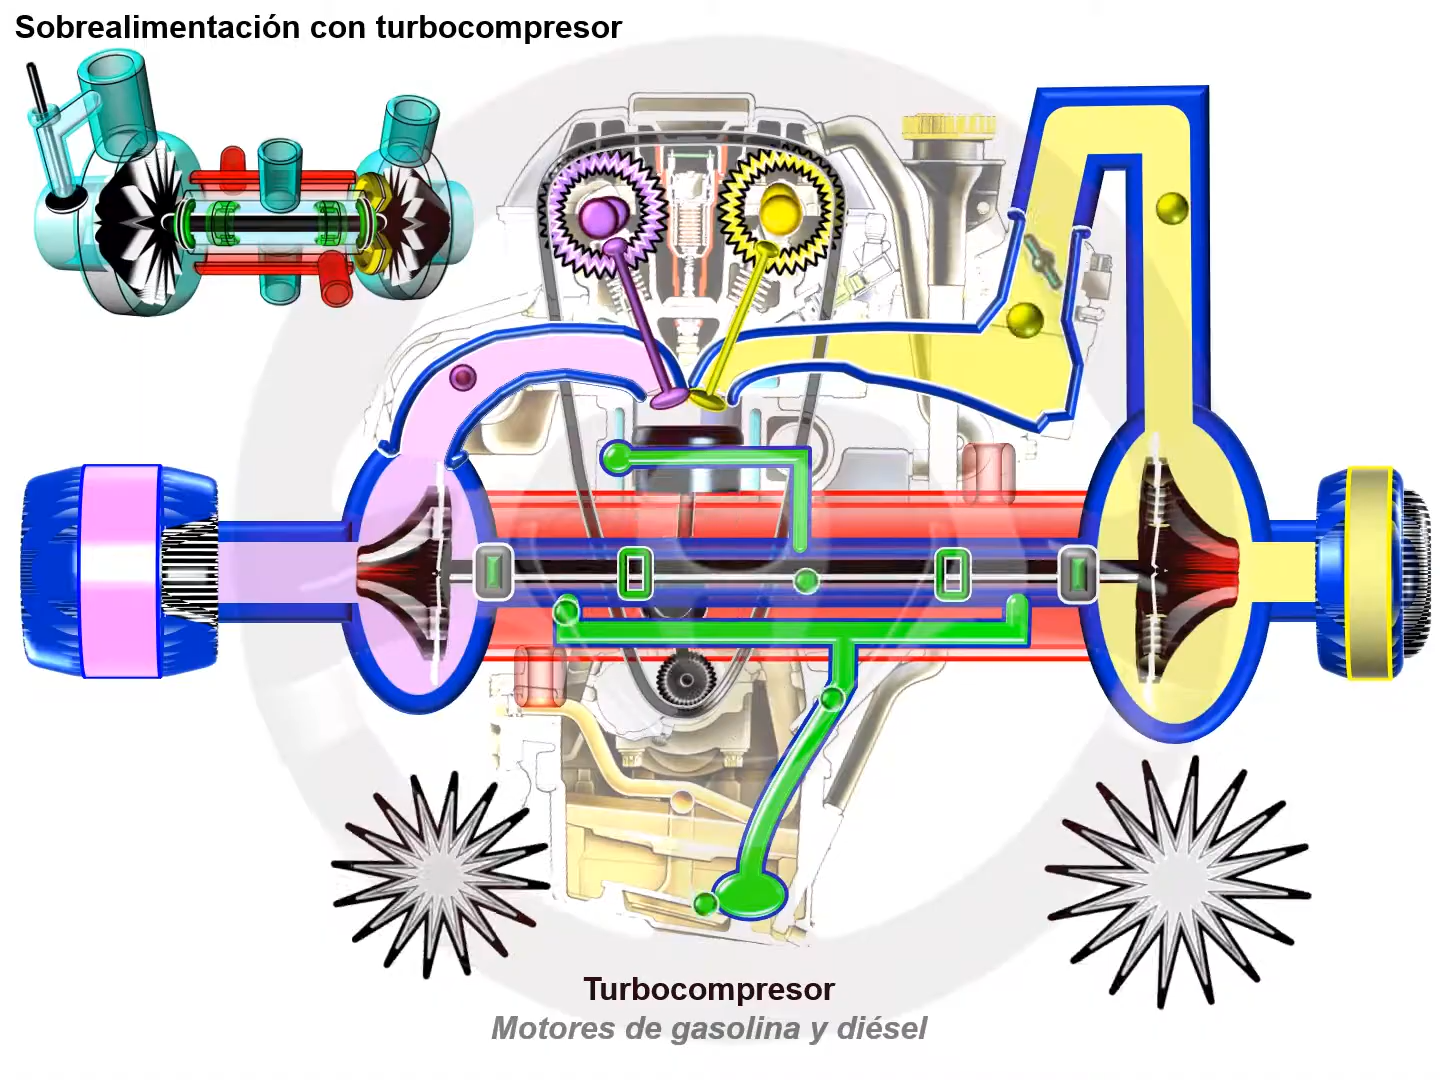 Sobrealimentación con turbocompresor
Turbocompresor
Motores de gasolina y diésel